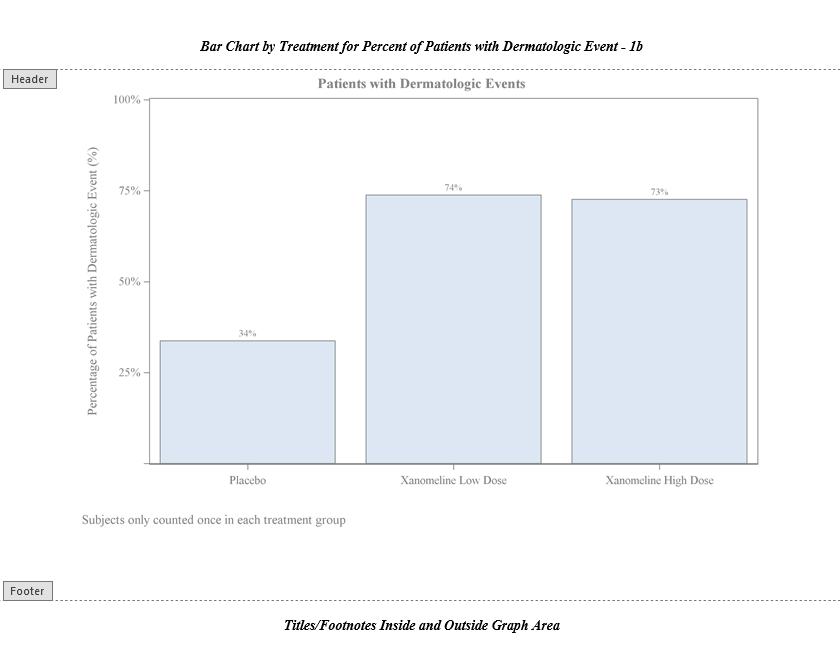 Bar Chart by Treatment for Percent of Patients with Dermatologic Event - 1b
Header
Patients with Dermatologic Events
Percentage of Patients with Dermatologic Event (%)
100%
75%
50%
25%
34%
74%
73%
Placebo
Xanomeline Low Dose
Xanomeline High Dose
Subjects only counted once in each treatment group
Footer
Titles/Footnotes Inside and Outside Graph Area